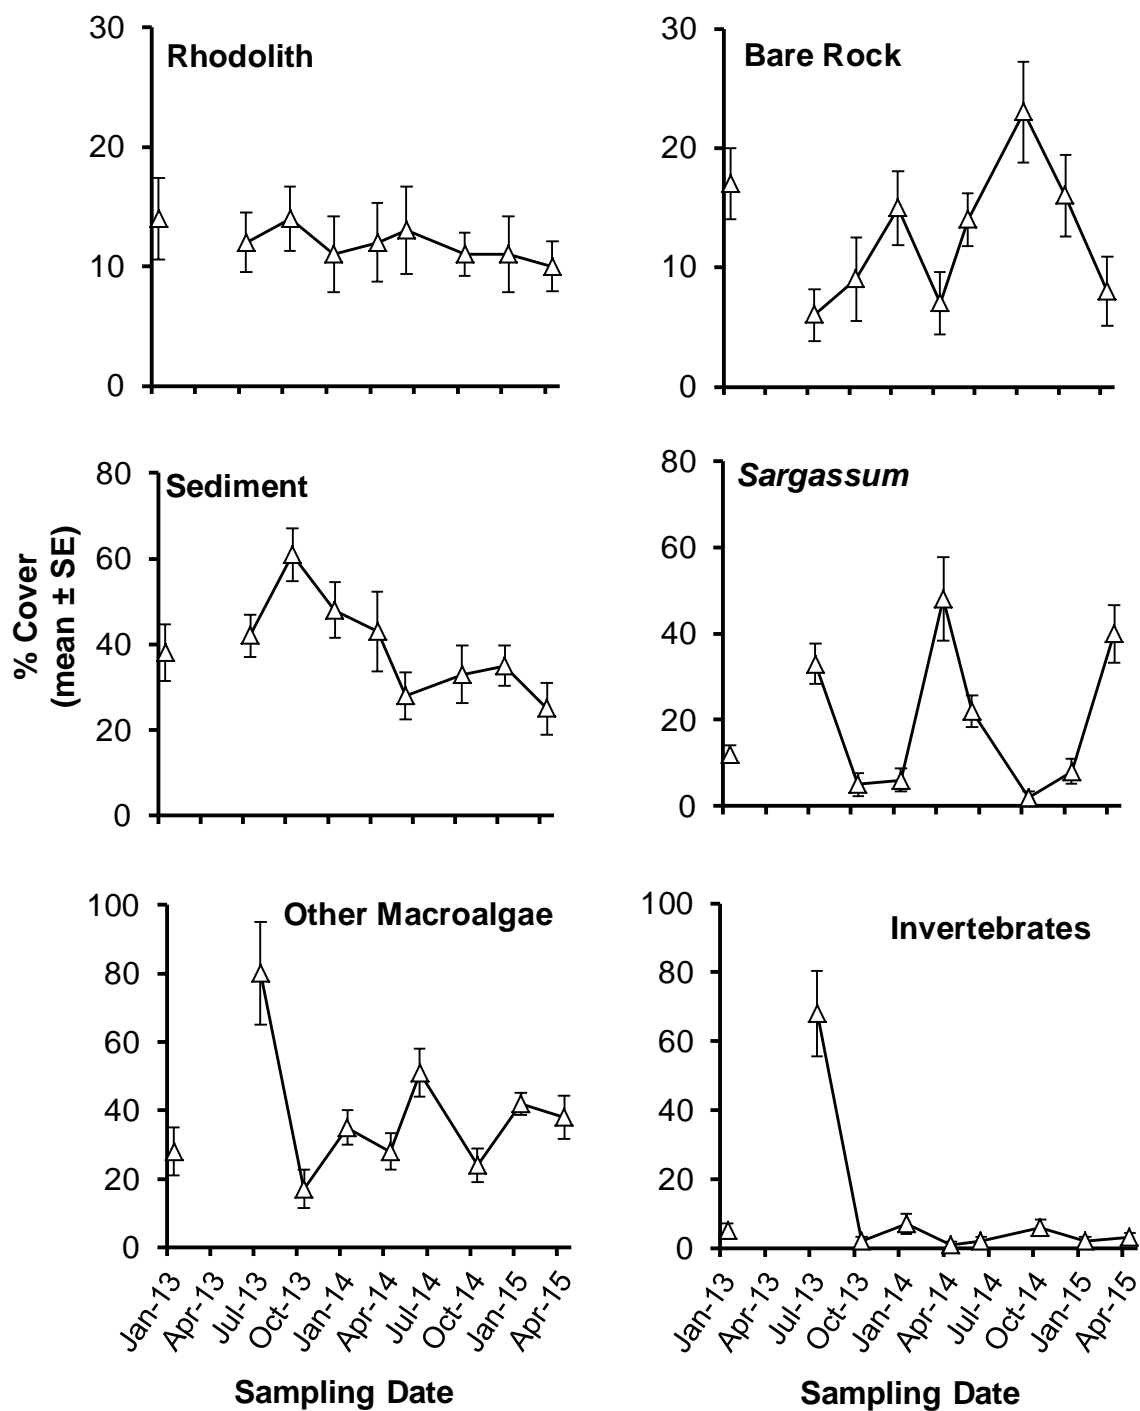 Rhodolith
30
20
10
0
Bare Rock
30
20
10
0
Sediment
80
60
40
20
0
% Cover
(mean ± SE)
Sargassum
80
60
40
20
0
Other Macroalgae
100
80
60
40
20
0
Jan-13
Apr-13
Jul-13
Oct-13
Jan-14
Apr-14
Jul-14
Oct-14
Jan-15
Apr-15
Sampling Date
Invertebrates
100
80
60
40
20
0
Jan-13
Apr-13
Jul-13
Oct-13
Jan-14
Apr-14
Jul-14
Oct-14
Jan-15
Apr-15
Sampling Date